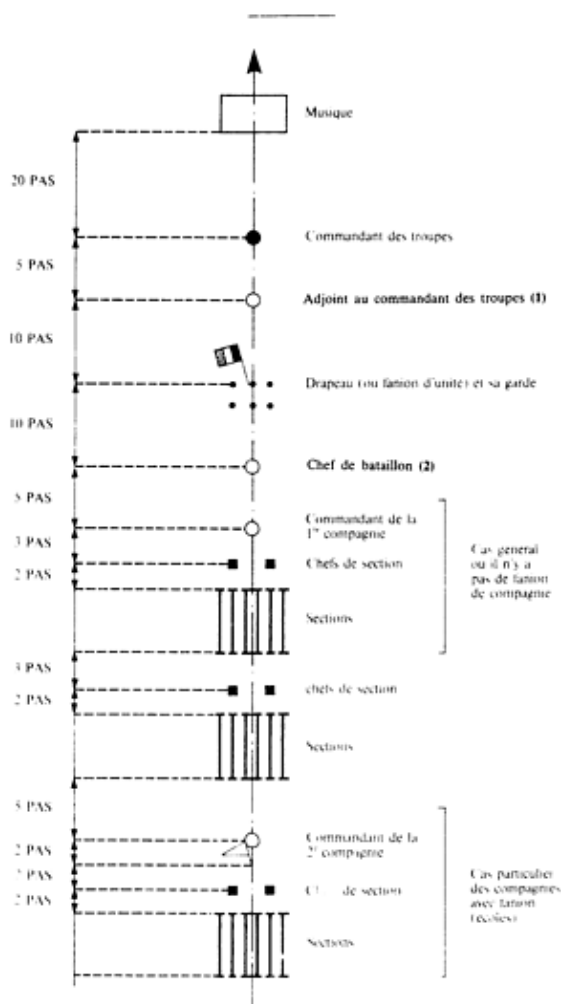 Musique
20 PAS
Commandant des troupes
5 PAS
Adjoint au commandant des troupes (1)
10 PAS
Drapeau (ou fanion d'unité) et sa garde
10 PAS
Chef de bataillon (2)
5 PAS
Commandant de la
1re compagnie
3 PAS
Chefs de section
2 PAS
Cas général
où il n'y a
pas de fanion
de compagnie
Sections
3 PAS
chefs de section
2 PAS
Sections
5 PAS
Commandant de la
2e compagnie
2 PAS
2 PAS
de section
2 PAS
Cas particulier
des compagnies
avec fanion
(écoles)
Sections